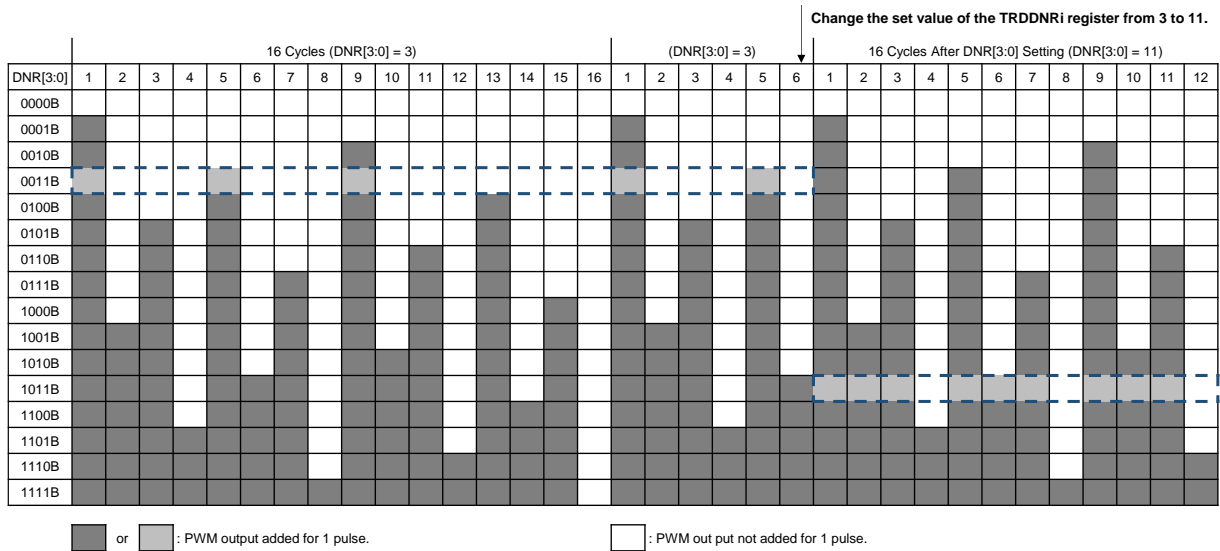 Change the set value of the TRDDNRi register from 3 to 11.
16 Cycles (DNR[3:0] = 3) (DNR[3:0] = 3) 16 Cycles After DNR[3:0] Setting (DNR[3:0] = 11)
DNR[3:0] 1 2 3 4 5 6 7 8 9 10 11 12 13 14 15 16 1 2 3 4 5 6 1 2 3 4 5 6 7 8 9 10 11 12
0000B
0001B
0010B
0011B
0100B
0101B
0110B
0111B
1000B
1001B
1010B
1011B
1100B
1101B
1110B
1111B
or : PWM output added for 1 pulse. : PWM out put not added for 1 pulse.